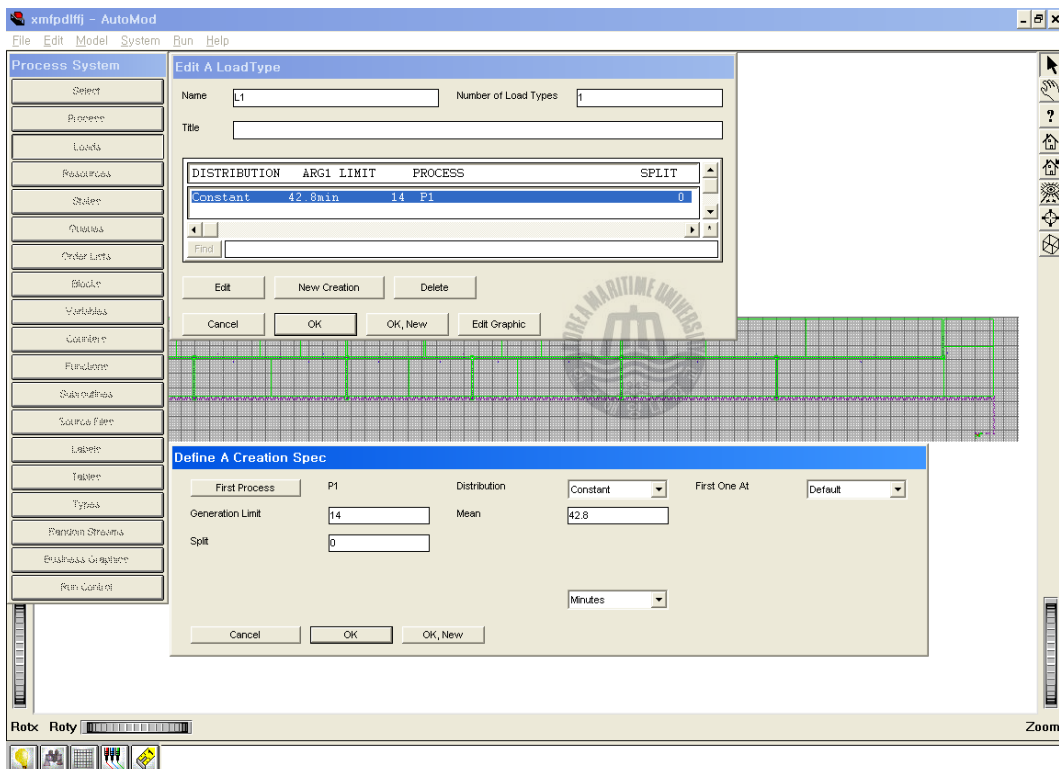 xmfpdlffj - AutoMod
File Edit Model System Run Help
Process System
Select
Process
Loads
Resources
States
Queues
Order Lists
Blocks
Variables
Counters
Functions
Subroutines
Source Files
Labels
Tables
Types
Random Streams
Business Graphics
Run Control
Edit A LoadType
Name L1 Number of Load Types 1
Title
DISTRIBUTION ARG1 LIMIT PROCESS SPLIT
Constant 42.8min 14 P1 0
Find
Edit New Creation Delete
Cancel OK OK, New Edit Graphic
KOREA MARITIME UNIVERSITY
Define A Creation Spec
First Process P1 Distribution Constant First One At Default
Generation Limit 14 Mean 42.8
Split 0
Minutes
Cancel OK OK, New
Rotx Roty Zoom